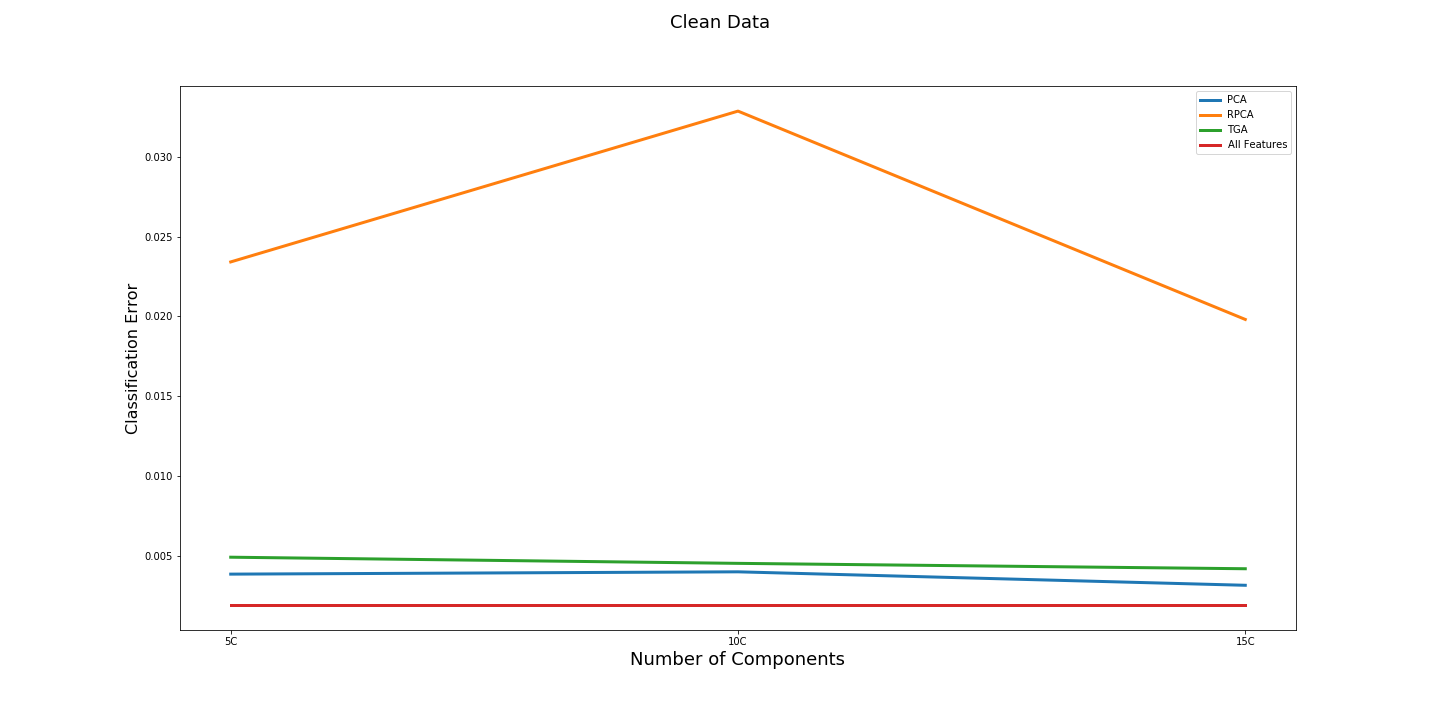 Clean Data
PCA
RPCA
TGA
All Features
0.030
0.025
0.020
0.015
0.010
0.005
Classification Error
5C
10C
15C
Number of Components